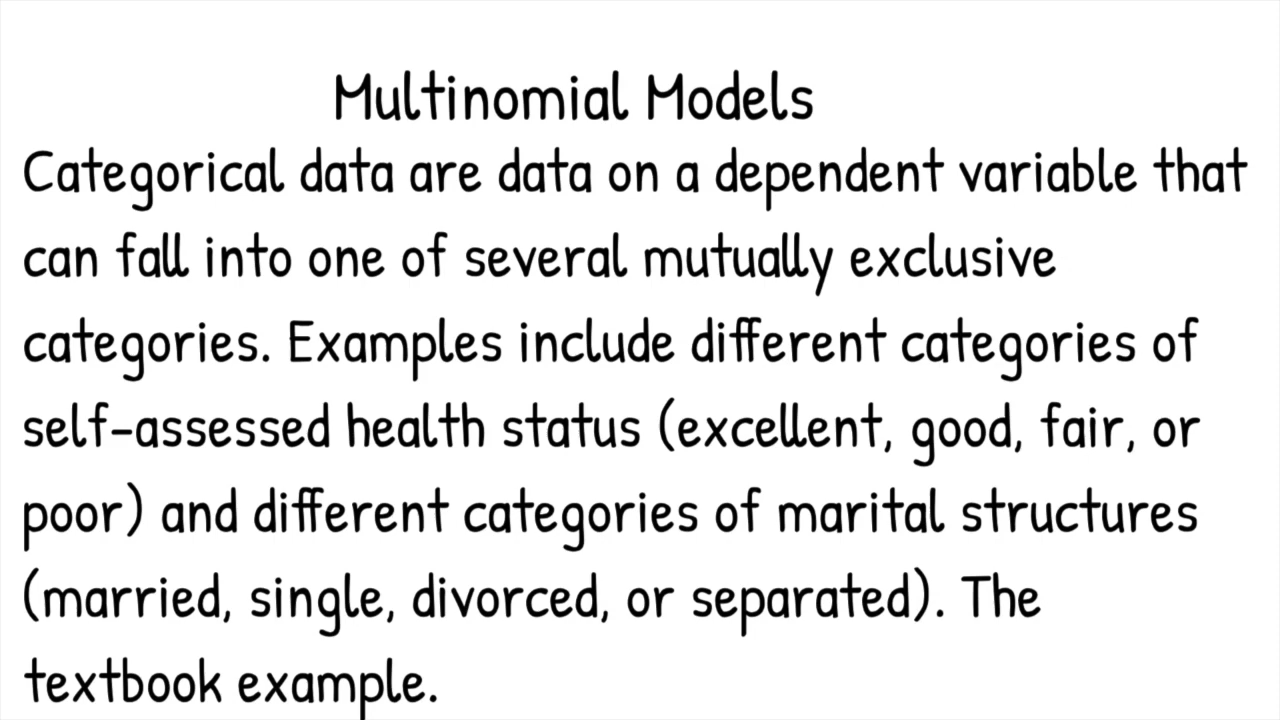 Multinomial Models
Categorical data are data on a dependent variable that
can fall into one of several mutually exclusive
categories. Examples include different categories of
self-assessed health status (excellent, good, fair, or
poor) and different categories of marital structures
(married, single, divorced, or separated). The
textbook example.